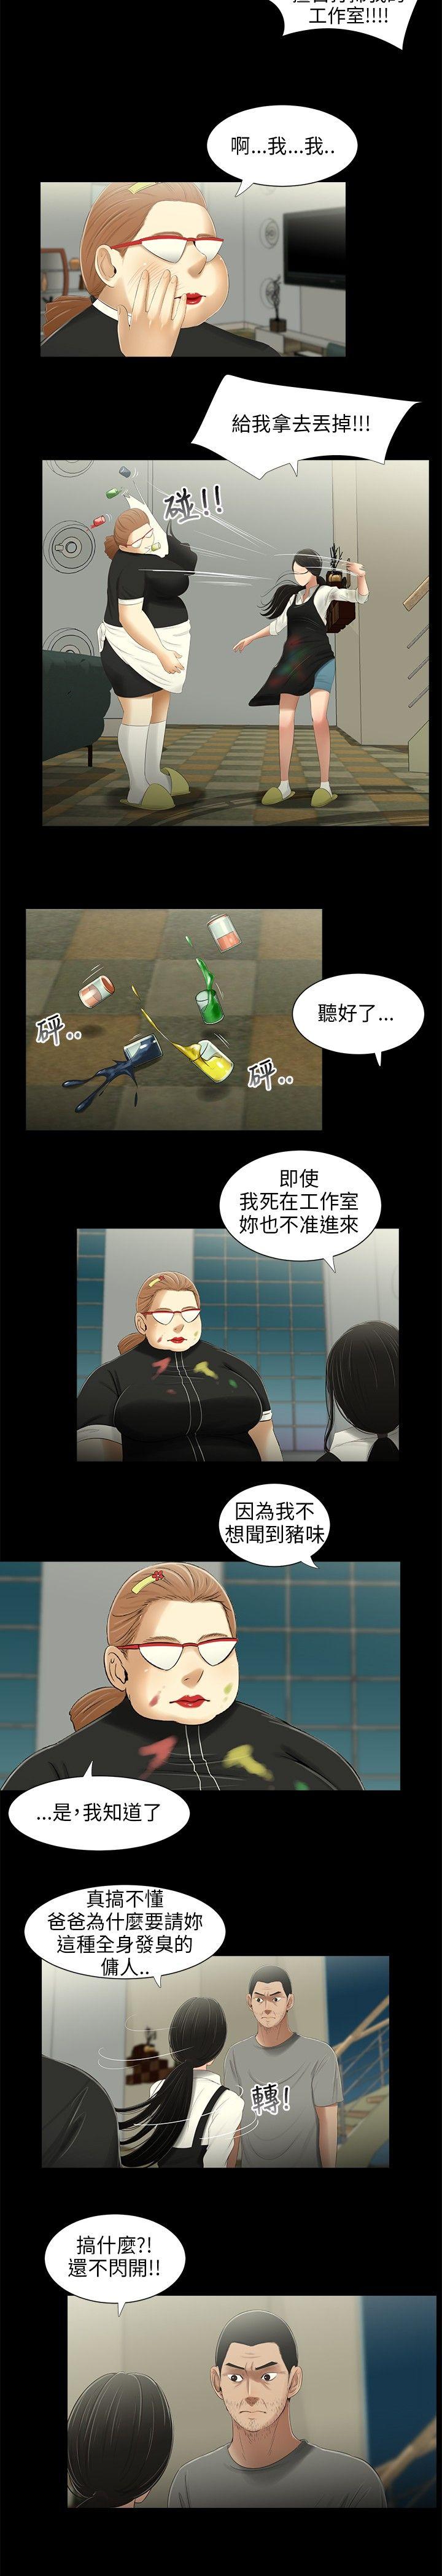 工作室!!!!
啊...我...我..
給我拿去丟掉!!!
碰!!
聽好了...
砰..
砰..
即使
我死在工作室
妳也不准進來
因為我不
想聞到豬味
...是,我知道了
真搞不懂
爸爸為什麼要請妳
這種全身發臭的
傭人..
轉!
搞什麼?!
還不閃開!!